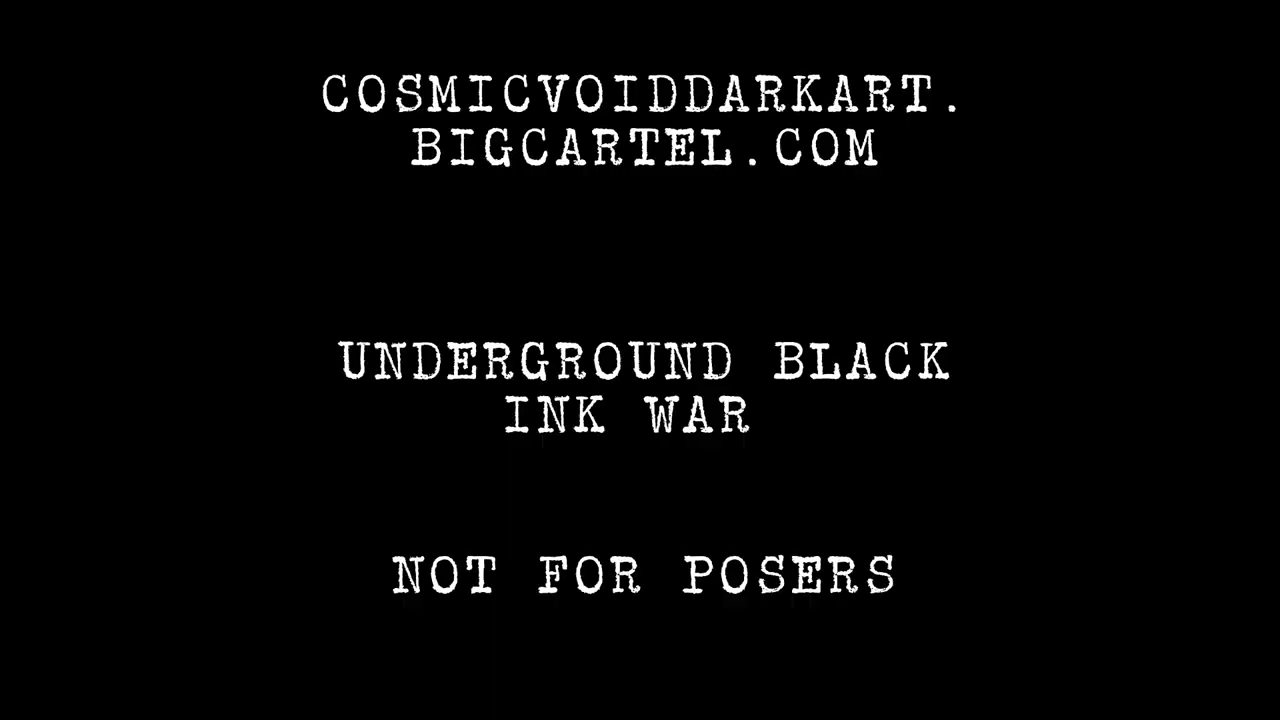 COSMICVOIDDARKART.
BIGCARTEL.COM
UNDERGROUND BLACK
INK WAR
NOT FOR POSERS